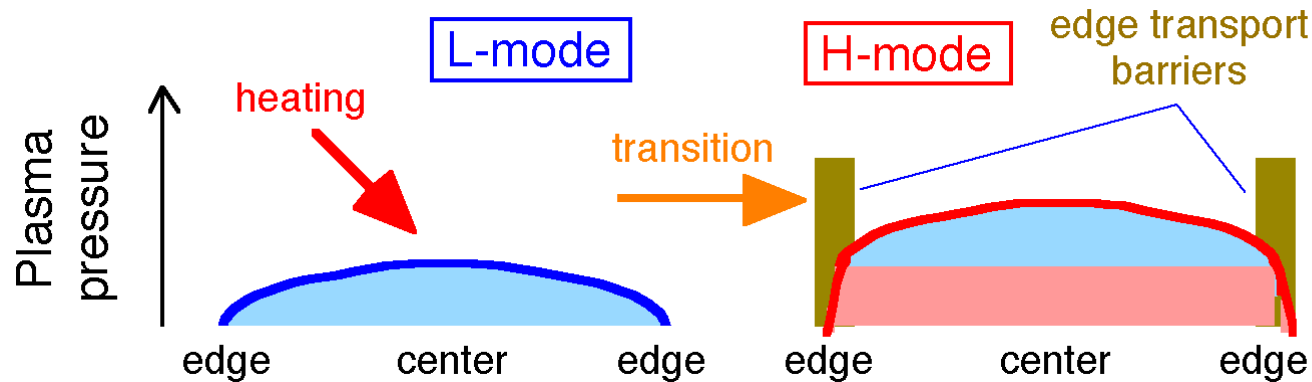 L-mode
H-mode
edge transport
barriers
heating
transition
Plasma
pressure
edge
center
edge
edge
center
edge